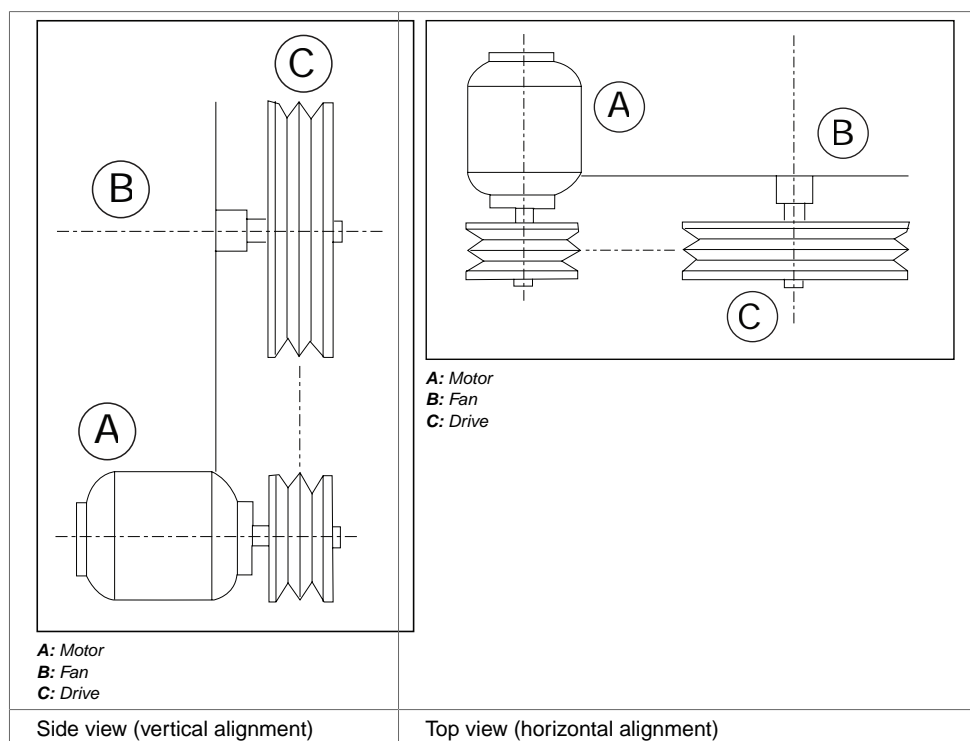 C
B
A
A: Motor
B: Fan
C: Drive
Side view (vertical alignment)
A
B
C
A: Motor
B: Fan
C: Drive
Top view (horizontal alignment)